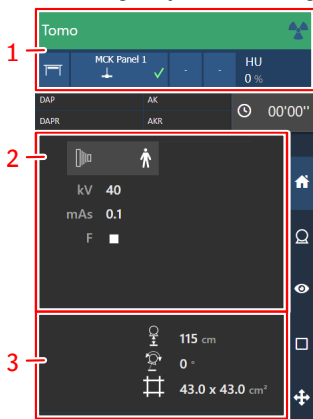 Tomo
1
MCK Panel 1
- -
HU
0 %
DAP AK
00'00''
DAPR AKR
2
kV 40
mAs 0.1
F
3
115 cm
0 °
43.0 x 43.0 cm²